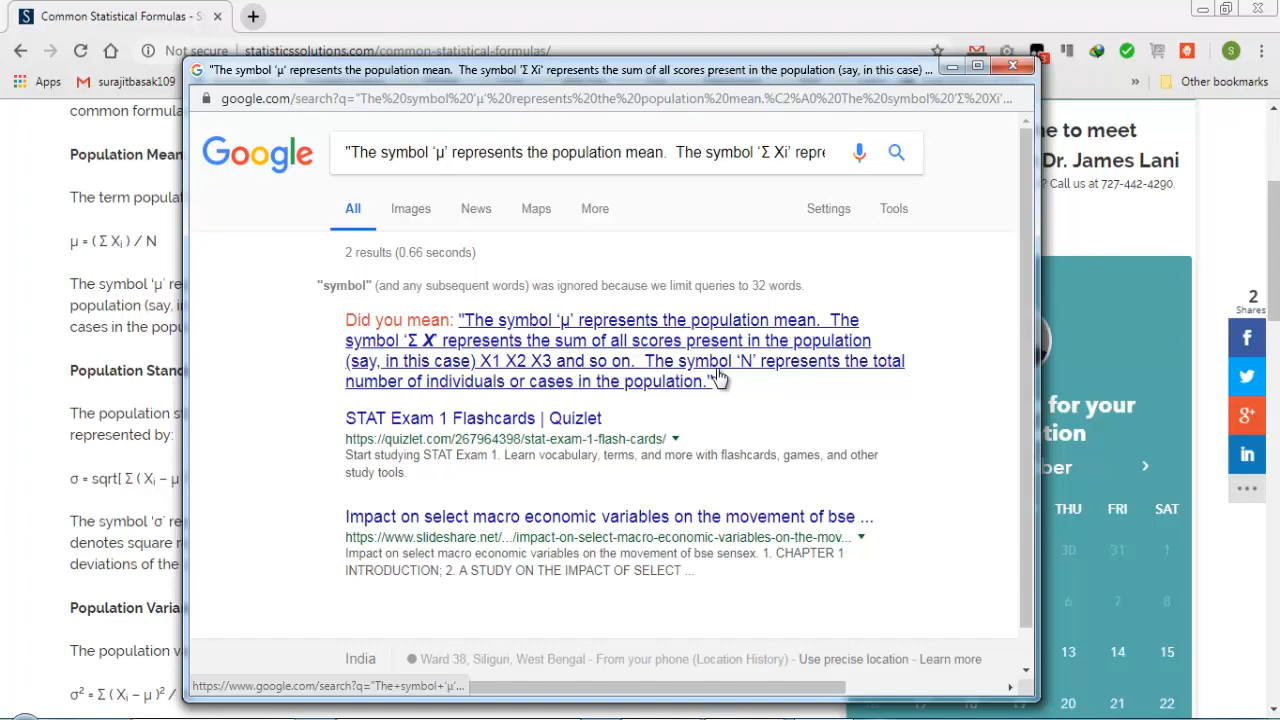 Common Statistical Formulas - S
Not secure statisticssolutions.com/common-statistical-formulas/
S
Apps surajitbasak109 » Other bookmarks
"The symbol ‘μ’ represents the population mean. The symbol ‘Σ Xi’ represents the sum of all scores present in the population (say, in this case) ...
google.com/search?q="The%20symbol%20'μ'%20represents%20the%20population%20mean.%C2%A0%20The%20symbol%20'Σ%20Xi'...
common formula
Population Mean
The term populat
μ = ( Σ Xi ) / N
The symbol ‘μ’ re
population (say, in
cases in the popu
Population Stand
The population s
represented by:
σ = sqrt[ Σ ( Xi – μ
The symbol ‘σ’ re
denotes square r
deviations of the
Population Varia
The population v
σ² = Σ ( Xi – μ )² /
Google
"The symbol ‘μ’ represents the population mean. The symbol ‘Σ Xi’ repre
All Images News Maps More Settings Tools
2 results (0.66 seconds)
"symbol" (and any subsequent words) was ignored because we limit queries to 32 words.
Did you mean: "The symbol ‘μ’ represents the population mean. The
symbol ‘Σ X’ represents the sum of all scores present in the population
(say, in this case) X1 X2 X3 and so on. The symbol ‘N’ represents the total
number of individuals or cases in the population."
STAT Exam 1 Flashcards | Quizlet
https://quizlet.com/267964398/stat-exam-1-flash-cards/
Start studying STAT Exam 1. Learn vocabulary, terms, and more with flashcards, games, and other
study tools.
Impact on select macro economic variables on the movement of bse ...
https://www.slideshare.net/.../impact-on-select-macro-economic-variables-on-the-mov...
Impact on select macro economic variables on the movement of bse sensex. 1. CHAPTER 1
INTRODUCTION; 2. A STUDY ON THE IMPACT OF SELECT ...
India Ward 38, Siliguri, West Bengal - From your phone (Location History) - Use precise location - Learn more
https://www.google.com/search?q="The+symbol+'μ'...
e to meet
Dr. James Lani
? Call us at 727-442-4290.
for your
tion
ber
THU FRI SAT
30 31 1
6 7 8
13 14 15
20 21 22
2
Shares